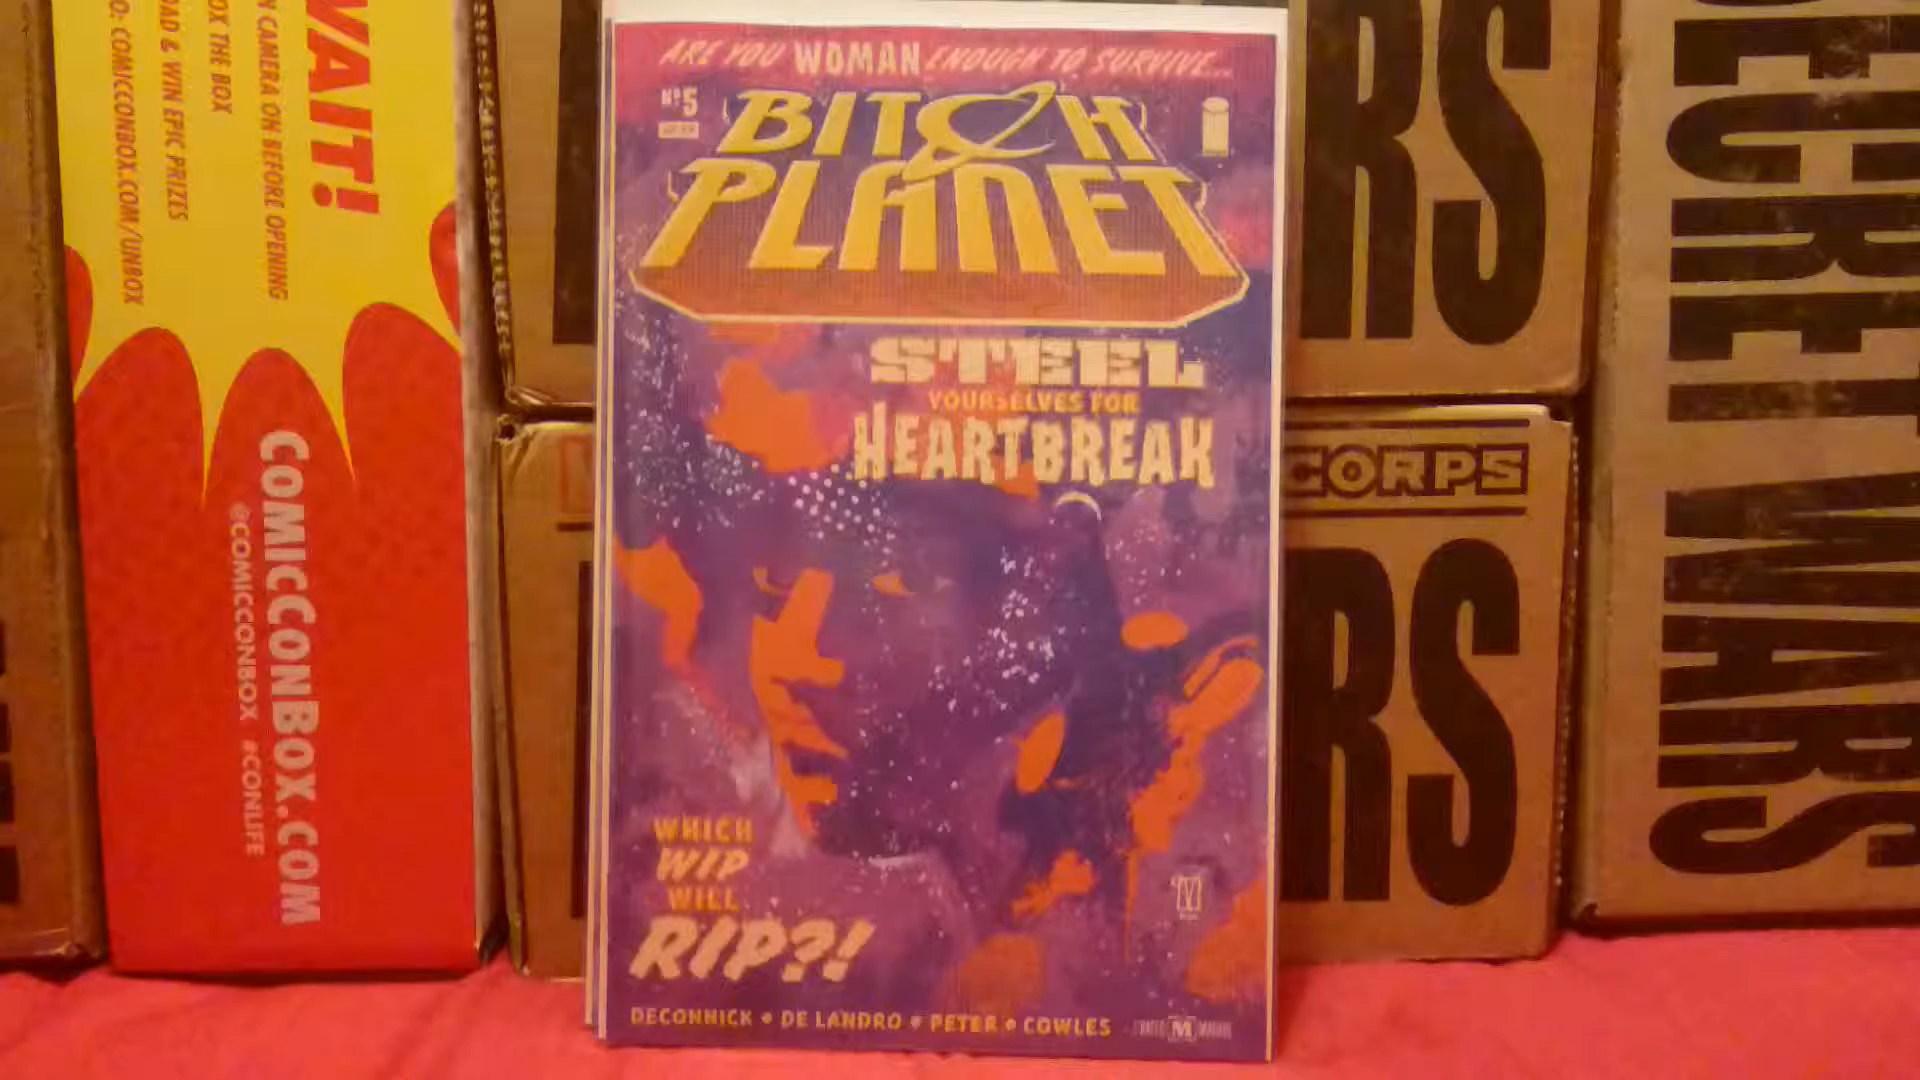 ARE YOU WOMAN ENOUGH TO SURVIVE...
Nº5
BITCH
PLANET
STEEL
YOURSELVES FOR
HEARTBREAK
WHICH
WIP
WILL
RIP?!
DECONNICK • DE LANDRO • PETER • COWLES
M
WAIT!
CAMERA ON BEFORE OPENING
OX THE BOX
AD & WIN EPIC PRIZES
O: COMICCONBOX.COM/UNBOX
COMICCONBOX.COM
@COMICCONBOX #CONLIFE
RS
CORPS
RS
SECRET WARS